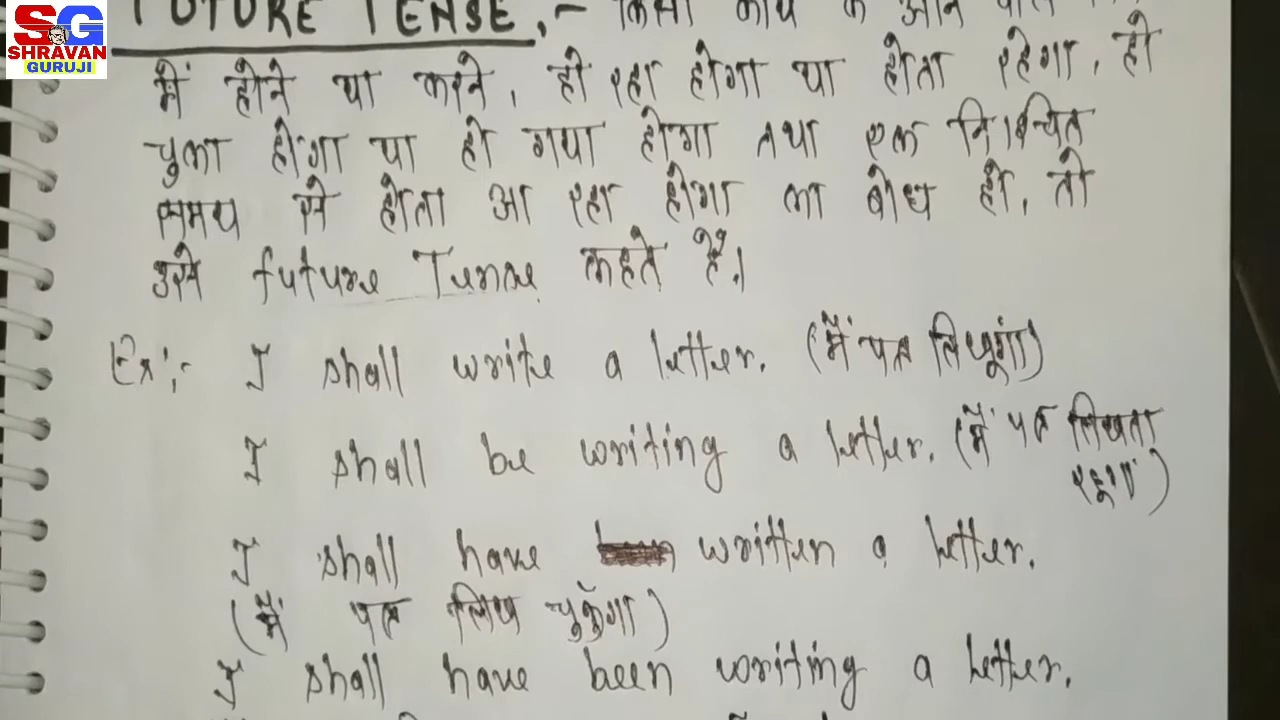 SG
SHRAVAN
GURUJI
FUTURE TENSE :- किसी कार्य के आने वाले
में होने या करने, हो रहा होगा या होता रहेगा, हो
चुका होगा या हो गया होगा तथा एक निश्चित
समय से होता आ रहा होगा का बोध हो, तो
उसे future Tense कहते हैं।
Ex:- I shall write a letter. (मैं पत्र लिखूंगा)
I shall be writing a letter. (मैं पत्र लिखता
रहूंगा)
I shall have written a letter.
(मैं पत्र लिख चुकुँगा)
I shall have been writing a letter.